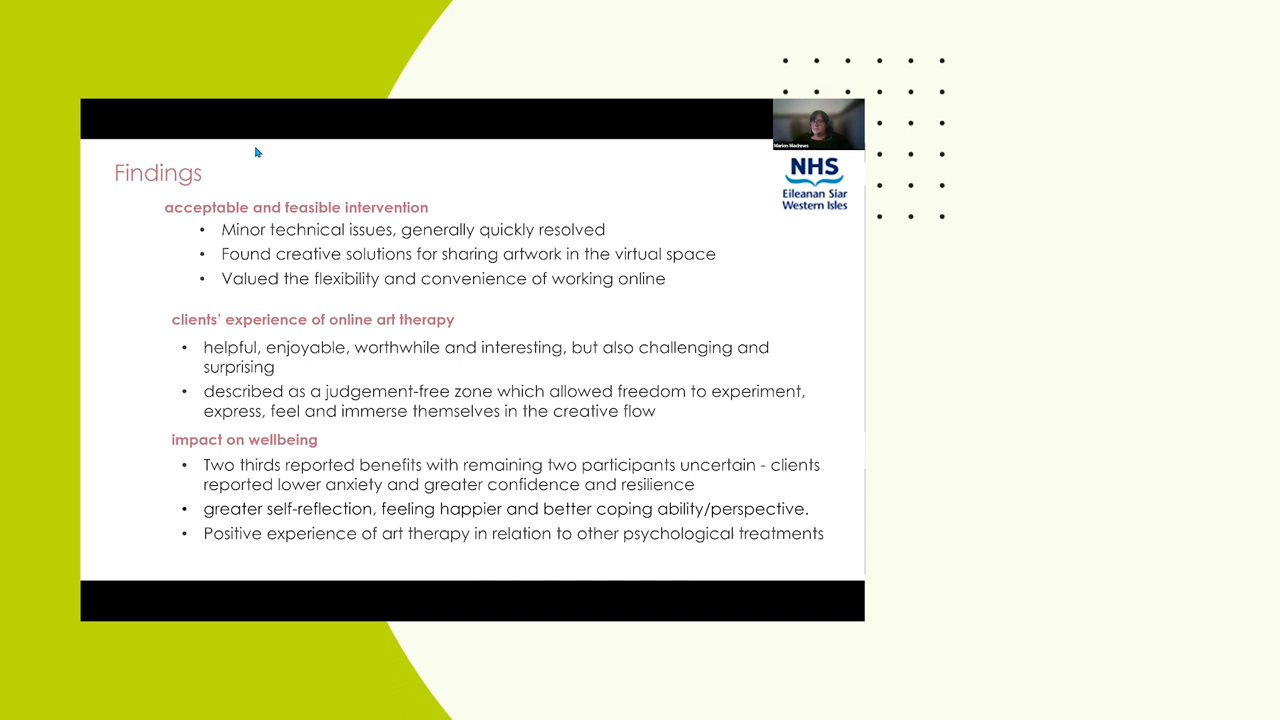 Marion MacInnes
NHS
Eileanan Siar
Western Isles
Findings
acceptable and feasible intervention
• Minor technical issues, generally quickly resolved
• Found creative solutions for sharing artwork in the virtual space
• Valued the flexibility and convenience of working online
clients’ experience of online art therapy
• helpful, enjoyable, worthwhile and interesting, but also challenging and
surprising
• described as a judgement-free zone which allowed freedom to experiment,
express, feel and immerse themselves in the creative flow
impact on wellbeing
• Two thirds reported benefits with remaining two participants uncertain - clients
reported lower anxiety and greater confidence and resilience
• greater self-reflection, feeling happier and better coping ability/perspective.
• Positive experience of art therapy in relation to other psychological treatments